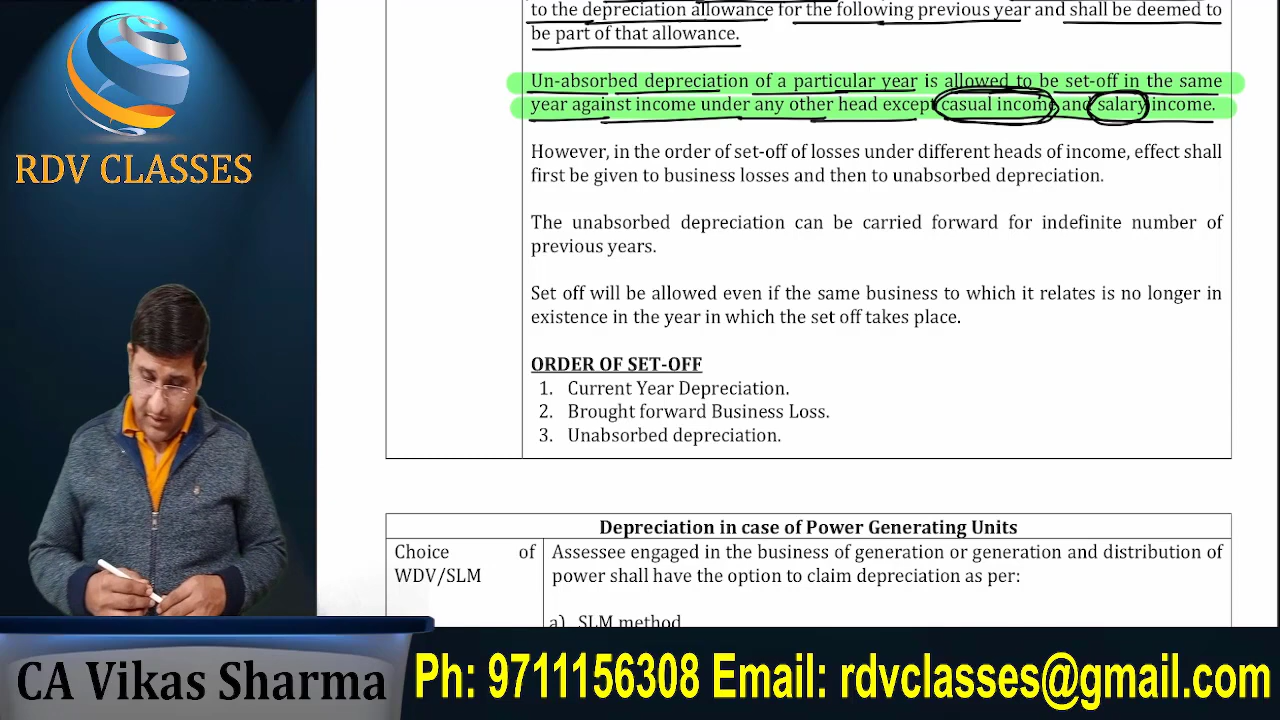 to the depreciation allowance for the following previous year and shall be deemed to
be part of that allowance.
Un-absorbed depreciation of a particular year is allowed to be set-off in the same
year against income under any other head except casual income and salary income.
However, in the order of set-off of losses under different heads of income, effect shall
first be given to business losses and then to unabsorbed depreciation.
The unabsorbed depreciation can be carried forward for indefinite number of
previous years.
Set off will be allowed even if the same business to which it relates is no longer in
existence in the year in which the set off takes place.
ORDER OF SET-OFF
1. Current Year Depreciation.
2. Brought forward Business Loss.
3. Unabsorbed depreciation.
Depreciation in case of Power Generating Units
Choice of
WDV/SLM
Assessee engaged in the business of generation or generation and distribution of
power shall have the option to claim depreciation as per:
a) SLM method
RDV CLASSES
CA Vikas Sharma
Ph: 9711156308 Email: rdvclasses@gmail.com